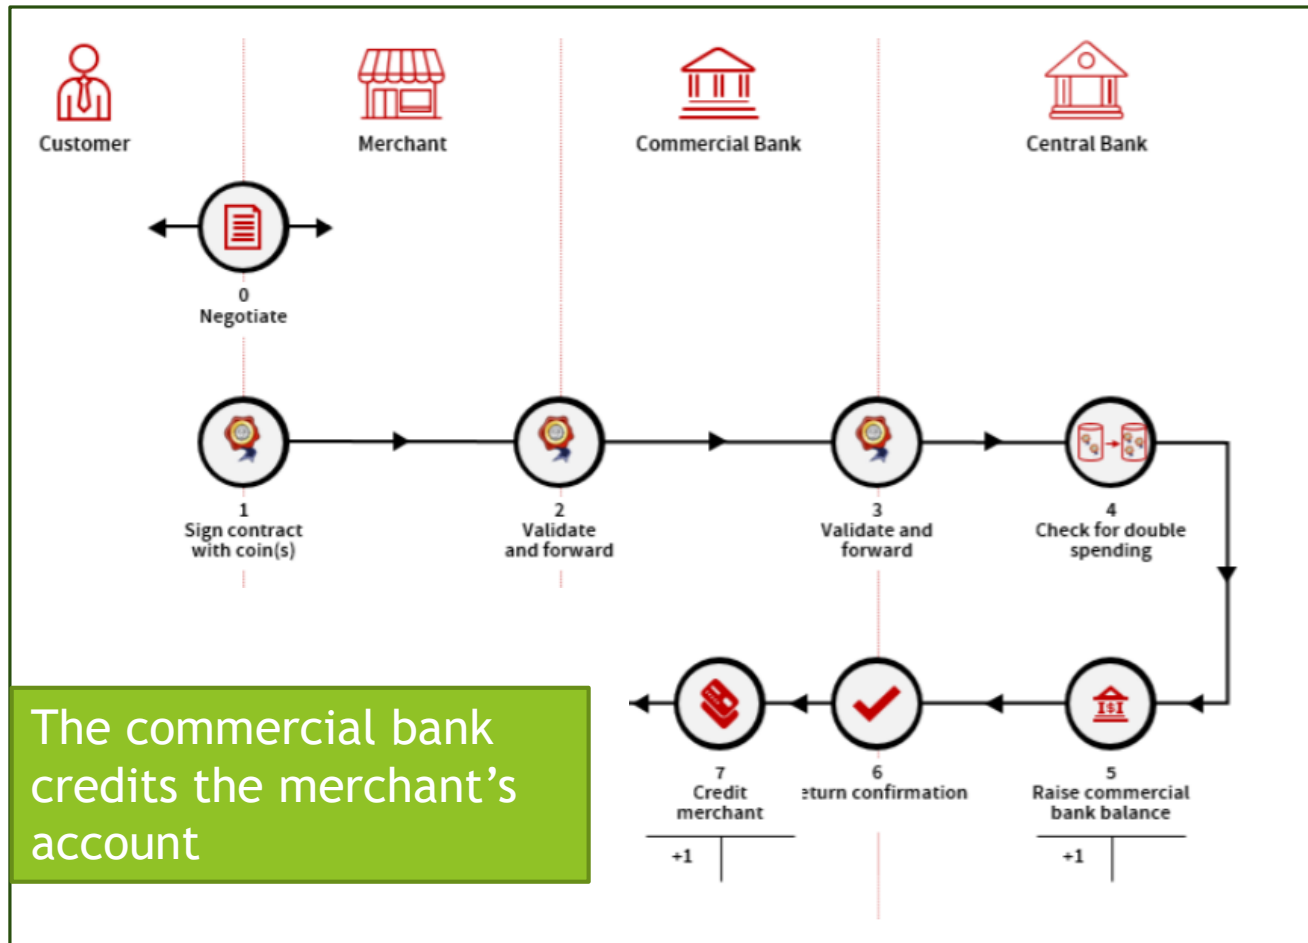 Customer
Merchant
Commercial Bank
Central Bank
0
Negotiate
1
Sign contract
with coin(s)
2
Validate
and forward
3
Validate and
forward
4
Check for double
spending
The commercial bank
credits the merchant’s
account
7
Credit
merchant
+1
6
eturn confirmation
5
Raise commercial
bank balance
+1